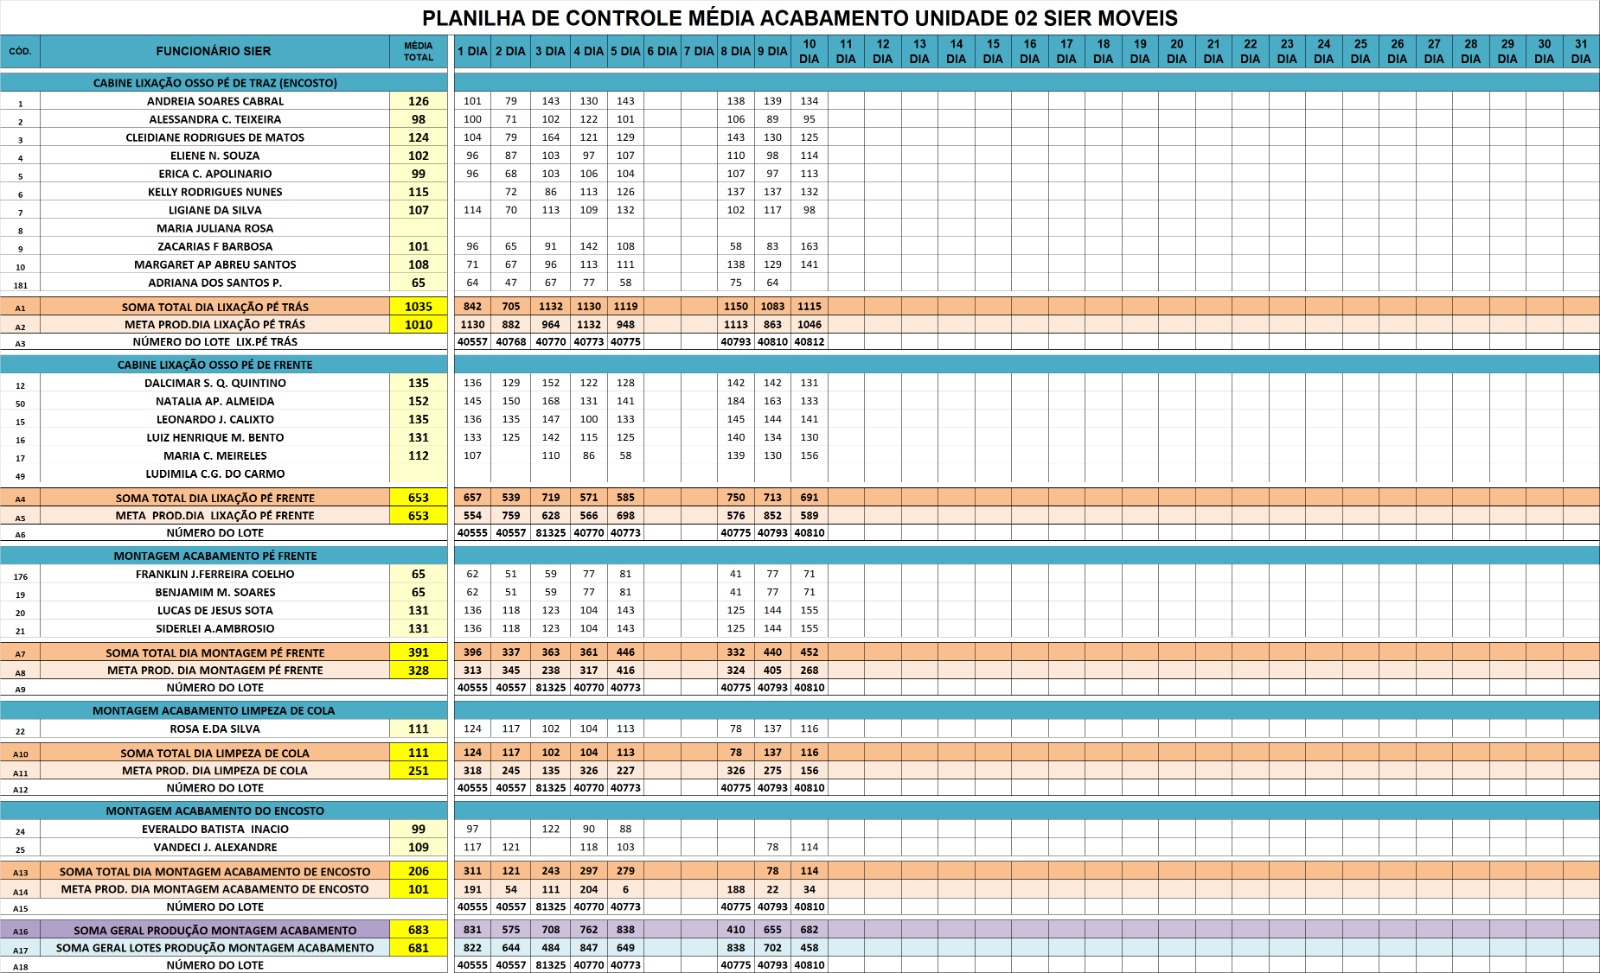 PLANILHA DE CONTROLE MÉDIA ACABAMENTO UNIDADE 02 SIER MOVEIS
CÓD. FUNCIONÁRIO SIER MÉDIA TOTAL 1 DIA 2 DIA 3 DIA 4 DIA 5 DIA 6 DIA 7 DIA 8 DIA 9 DIA 10 DIA 11 DIA 12 DIA 13 DIA 14 DIA 15 DIA 16 DIA 17 DIA 18 DIA 19 DIA 20 DIA 21 DIA 22 DIA 23 DIA 24 DIA 25 DIA 26 DIA 27 DIA 28 DIA 29 DIA 30 DIA 31 DIA
CABINE LIXAÇÃO OSSO PÉ DE TRAZ (ENCOSTO)
1 ANDREIA SOARES CABRAL 126 101 79 143 130 143 138 139 134
2 ALESSANDRA C. TEIXEIRA 98 100 71 102 122 101 106 89 95
3 CLEIDIANE RODRIGUES DE MATOS 124 104 79 164 121 129 143 130 125
4 ELIENE N. SOUZA 102 96 87 103 97 107 110 98 114
5 ERICA C. APOLINARIO 99 96 68 103 106 104 107 97 113
6 KELLY RODRIGUES NUNES 115 72 86 113 126 137 137 132
7 LIGIANE DA SILVA 107 114 70 113 109 132 102 117 98
8 MARIA JULIANA ROSA
9 ZACARIAS F BARBOSA 101 96 65 91 142 108 58 83 163
10 MARGARET AP ABREU SANTOS 108 71 67 96 113 111 138 129 141
181 ADRIANA DOS SANTOS P. 65 64 47 67 77 58 75 64
A1 SOMA TOTAL DIA LIXAÇÃO PÉ TRÁS 1035 842 705 1132 1130 1119 1150 1083 1115
A2 META PROD.DIA LIXAÇÃO PÉ TRÁS 1010 1130 882 964 1132 948 1113 863 1046
A3 NÚMERO DO LOTE LIX.PÉ TRÁS 40557 40768 40770 40773 40775 40793 40810 40812
CABINE LIXAÇÃO OSSO PÉ DE FRENTE
12 DALCIMAR S. Q. QUINTINO 135 136 129 152 122 128 142 142 131
50 NATALIA AP. ALMEIDA 152 145 150 168 131 141 184 163 133
15 LEONARDO J. CALIXTO 135 136 135 147 100 133 145 144 141
16 LUIZ HENRIQUE M. BENTO 131 133 125 142 115 125 140 134 130
17 MARIA C. MEIRELES 112 107 110 86 58 139 130 156
49 LUDIMILA C.G. DO CARMO
A4 SOMA TOTAL DIA LIXAÇÃO PÉ FRENTE 653 657 539 719 571 585 750 713 691
A5 META PROD.DIA LIXAÇÃO PÉ FRENTE 653 554 759 628 566 698 576 852 589
A6 NÚMERO DO LOTE 40555 40557 81325 40770 40773 40775 40793 40810
MONTAGEM ACABAMENTO PÉ FRENTE
176 FRANKLIN J.FERREIRA COELHO 65 62 51 59 77 81 41 77 71
19 BENJAMIM M. SOARES 65 62 51 59 77 81 41 77 71
20 LUCAS DE JESUS SOTA 131 136 118 123 104 143 125 144 155
21 SIDERLEI A.AMBROSIO 131 136 118 123 104 143 125 144 155
A7 SOMA TOTAL DIA MONTAGEM PÉ FRENTE 391 396 337 363 361 446 332 440 452
A8 META PROD. DIA MONTAGEM PÉ FRENTE 328 313 345 238 317 416 324 405 268
A9 NÚMERO DO LOTE 40555 40557 81325 40770 40773 40775 40793 40810
MONTAGEM ACABAMENTO LIMPEZA DE COLA
22 ROSA E.DA SILVA 111 124 117 102 104 113 78 137 116
A10 SOMA TOTAL DIA LIMPEZA DE COLA 111 124 117 102 104 113 78 137 116
A11 META PROD. DIA LIMPEZA DE COLA 251 318 245 135 326 227 326 275 156
A12 NÚMERO DO LOTE 40555 40557 81325 40770 40773 40775 40793 40810
MONTAGEM ACABAMENTO DO ENCOSTO
24 EVERALDO BATISTA INACIO 99 97 122 90 88
25 VANDECI J. ALEXANDRE 109 117 121 118 103 78 114
A13 SOMA TOTAL DIA MONTAGEM ACABAMENTO DE ENCOSTO 206 311 121 243 297 279 78 114
A14 META PROD. DIA MONTAGEM ACABAMENTO DE ENCOSTO 101 191 54 111 204 6 188 22 34
A15 NÚMERO DO LOTE 40555 40557 81325 40770 40773 40775 40793 40810
A16 SOMA GERAL PRODUÇÃO MONTAGEM ACABAMENTO 683 831 575 708 762 838 410 655 682
A17 SOMA GERAL LOTES PRODUÇÃO MONTAGEM ACABAMENTO 681 822 644 484 847 649 838 702 458
A18 NÚMERO DO LOTE 40555 40557 81325 40770 40773 40775 40793 40810